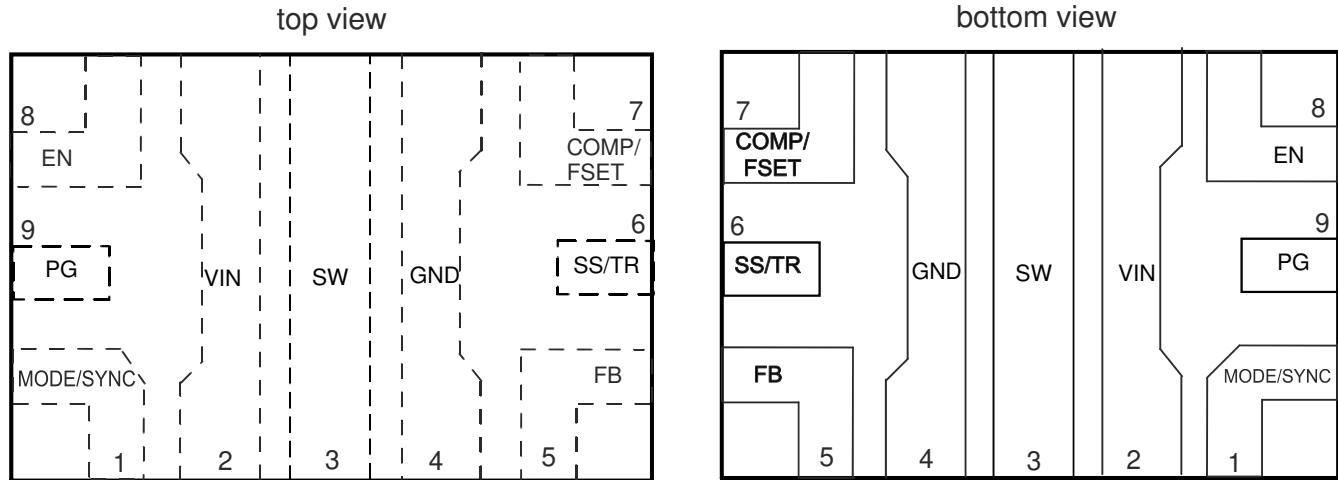 top view
8
EN
7
COMP/
FSET
9
PG
6
SS/TR
VIN
SW
GND
MODE/SYNC
FB
1
2
3
4
5
bottom view
7
COMP/
FSET
8
EN
6
SS/TR
9
PG
GND
SW
VIN
FB
MODE/SYNC
5
4
3
2
1